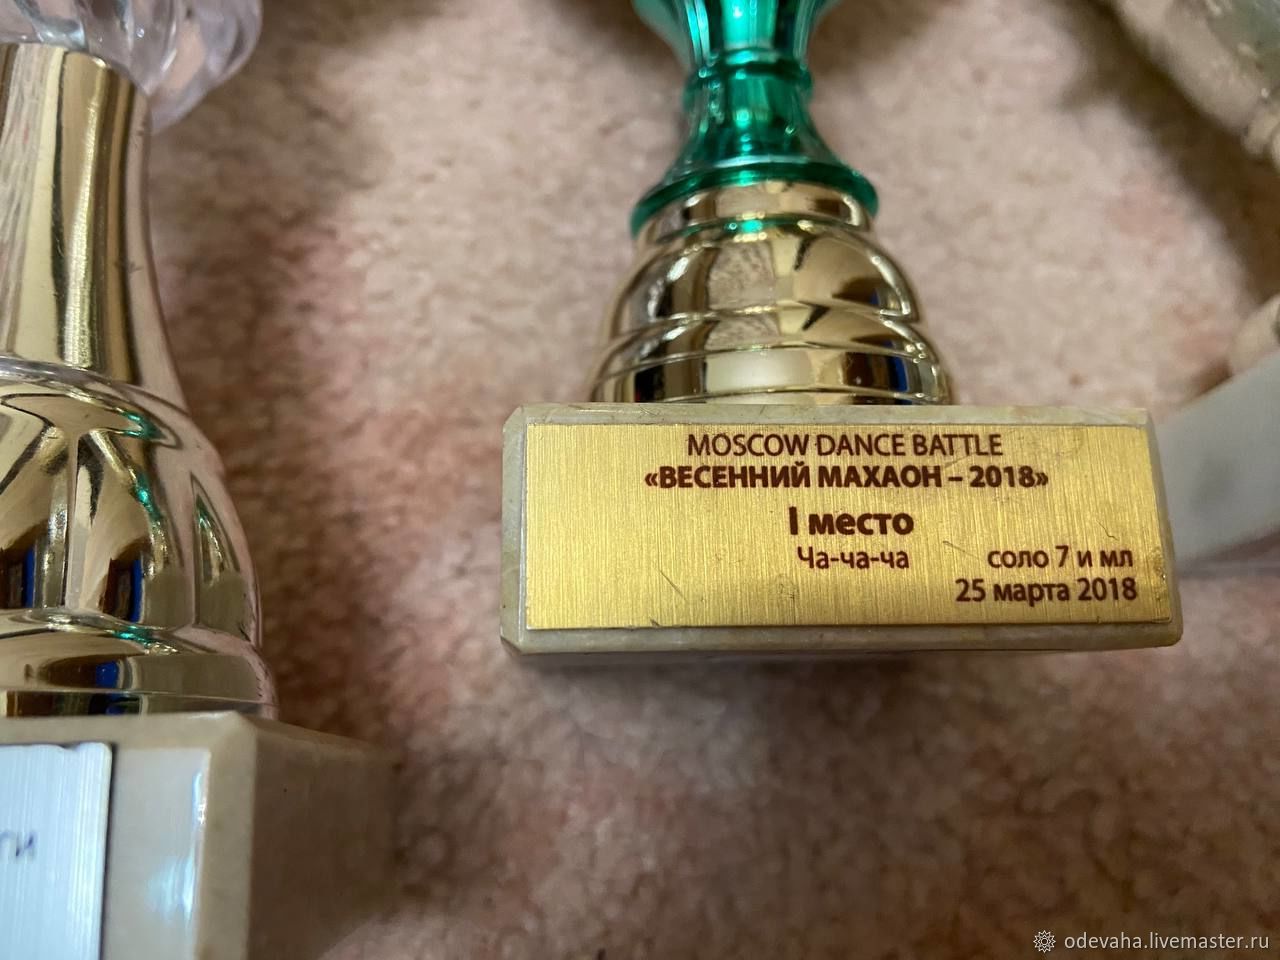 MOSCOW DANCE BATTLE
«ВЕСЕННИЙ МАХАОН – 2018»
I место
Ча-ча-ча соло 7 и мл
25 марта 2018
odevaha.livemaster.ru